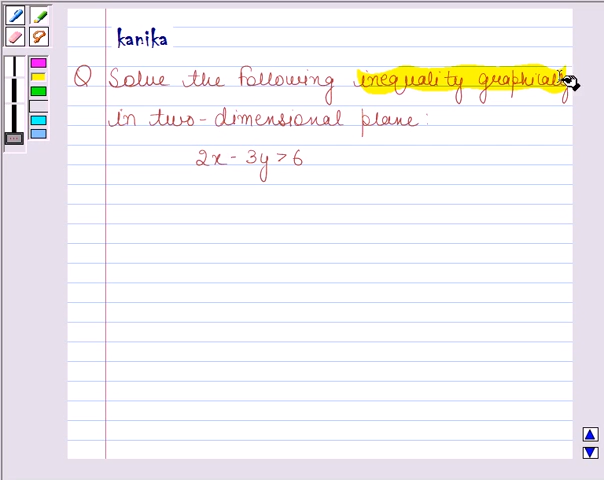 kanika
Q Solve the following inequality graphically
in two-dimensional plane:
2x - 3y > 6